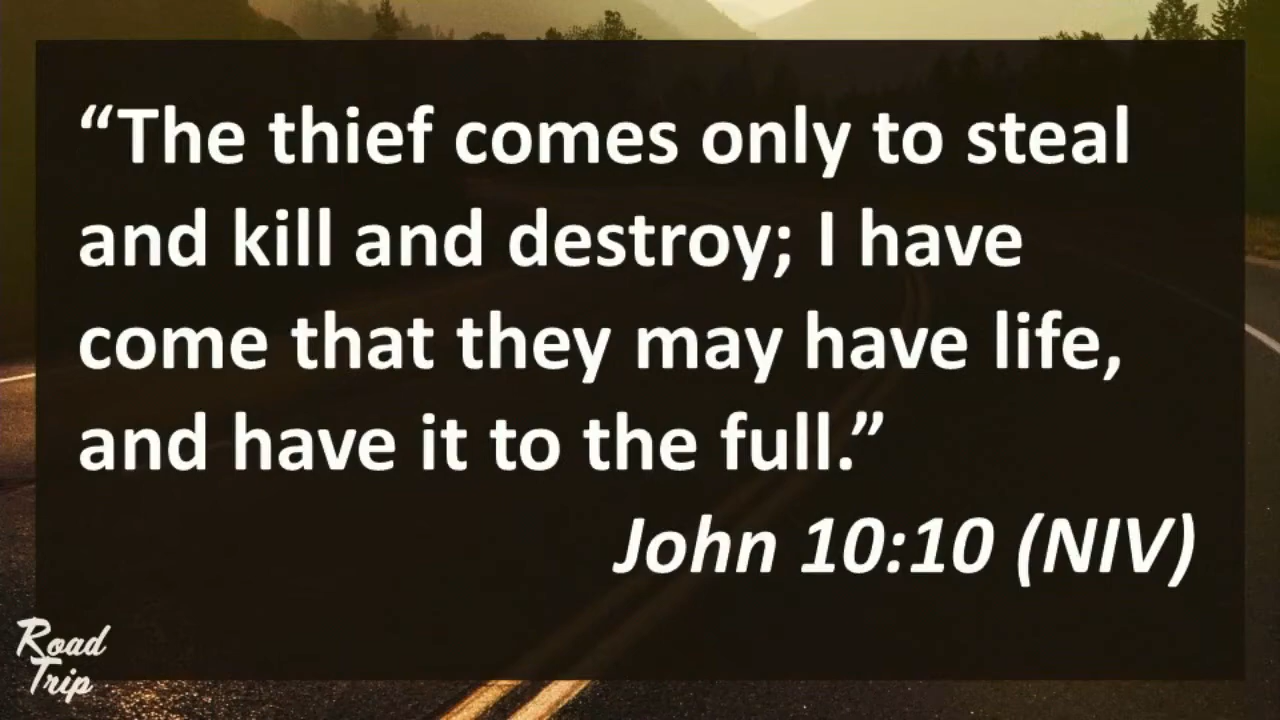 “The thief comes only to steal
and kill and destroy; I have
come that they may have life,
and have it to the full.”
John 10:10 (NIV)
Road
Trip